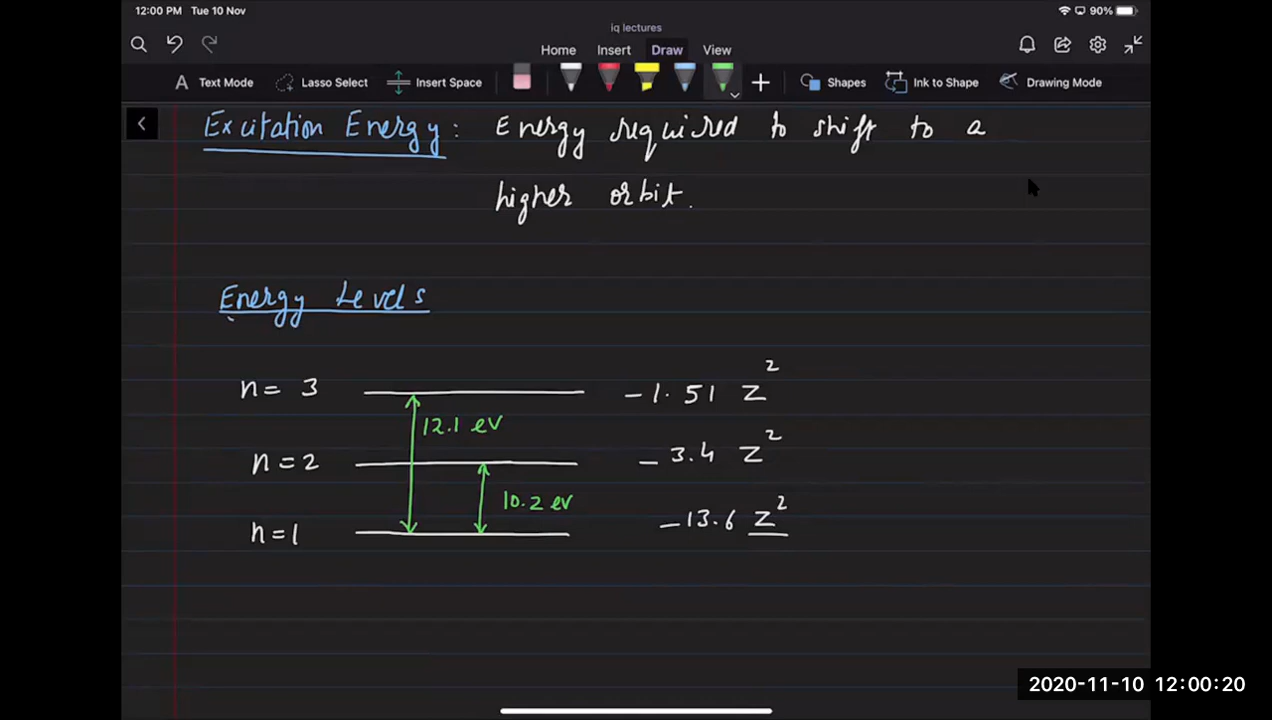 12:00 PM Tue 10 Nov 90%
iq lectures
Home Insert Draw View
A Text Mode Lasso Select Insert Space Shapes Ink to Shape Drawing Mode
Excitation Energy: Energy required to shift to a
higher orbit.
Energy Levels
n = 3 -1.51 Z²
12.1 ev
n = 2 -3.4 Z²
10.2 ev
n = 1 -13.6 Z²
2020-11-10 12:00:20